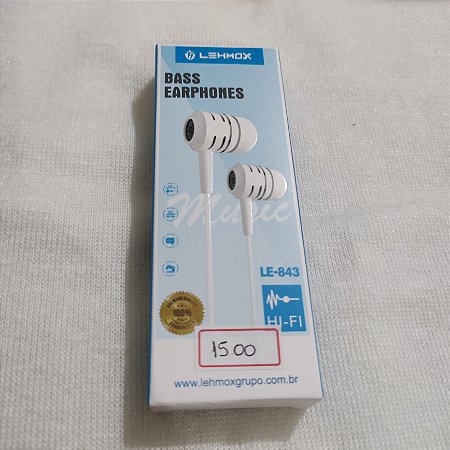 LEHMOX
BASS
EARPHONES
Music
LE-843
HI-FI
100%
15.00
www.lehmoxgrupo.com.br